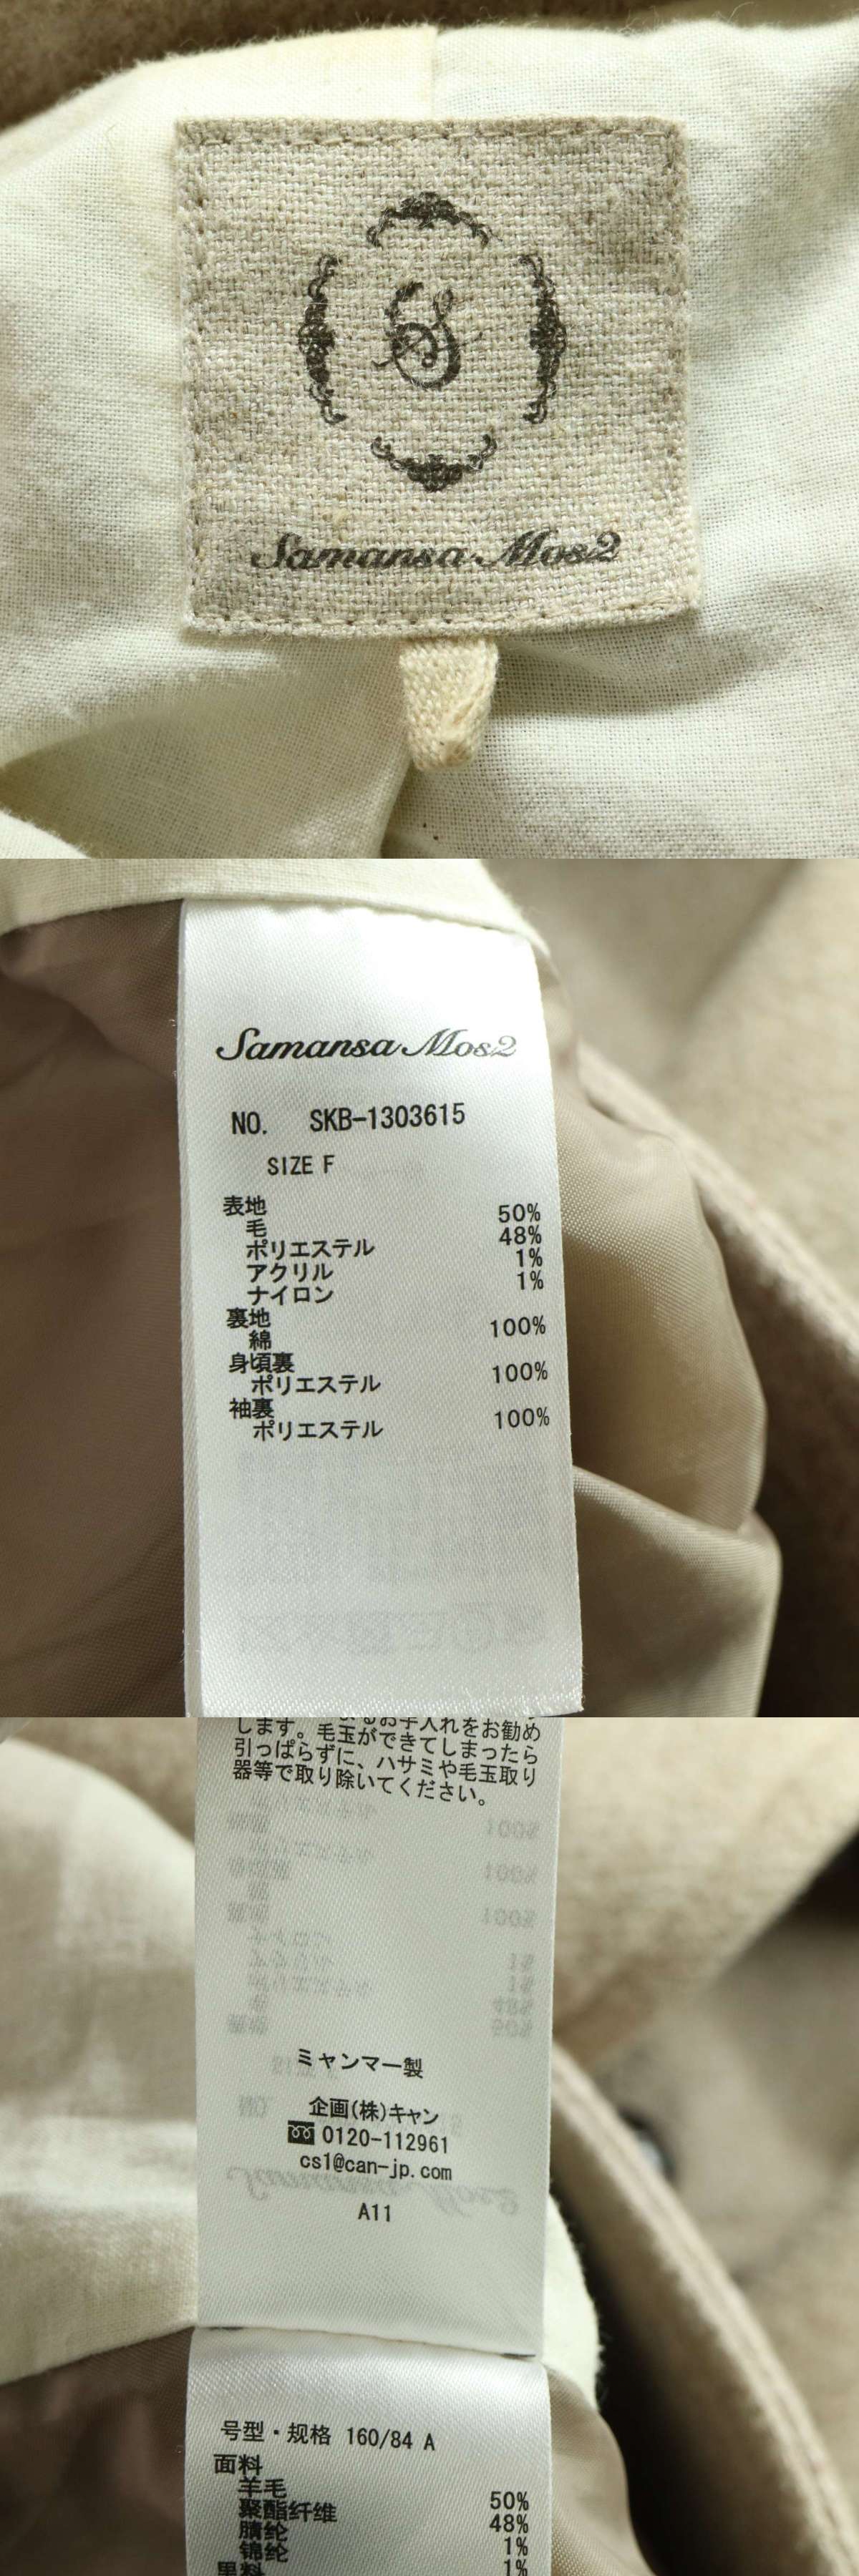 Samansa Mos2
Samansa Mos2
NO. SKB-1303615
SIZE F
表地
毛 50%
ポリエステル 48%
アクリル 1%
ナイロン 1%
裏地
綿 100%
身頃裏
ポリエステル 100%
袖裏
ポリエステル 100%
お手入れをお勧め
します。毛玉ができてしまったら
引っぱらずに、ハサミや毛玉取り
器等で取り除いてください。
ミャンマー製
企画(株)キャン
0120-112961
cs1@can-jp.com
A11
号型・规格 160/84 A
面料
羊毛 50%
聚酯纤维 48%
腈纶 1%
锦纶 1%
里料